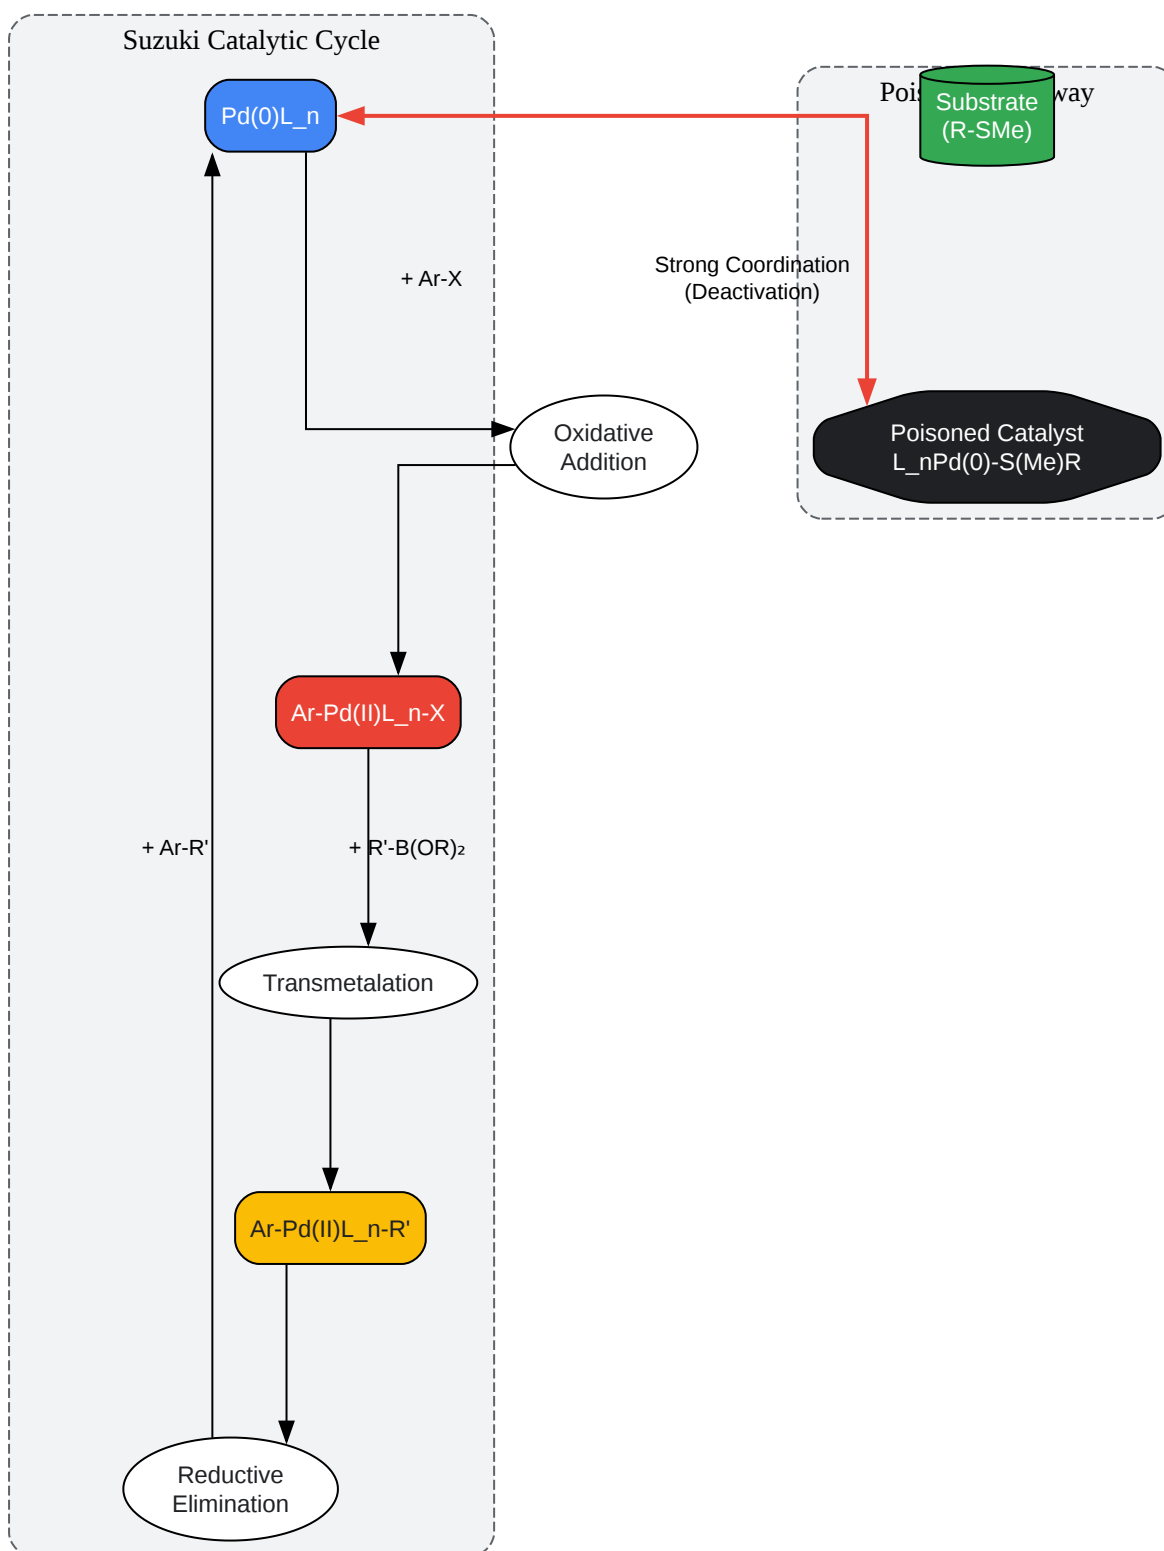 Suzuki Catalytic Cycle
Pd(0)L_n
Substrate
(R-SMe)
+ Ar-X
Strong Coordination
(Deactivation)
Oxidative
Addition
Poisoned Catalyst
L_nPd(0)-S(Me)R
Ar-Pd(II)L_n-X
+ Ar-R'
+ R'-B(OR)₂
Transmetalation
Ar-Pd(II)L_n-R'
Reductive
Elimination